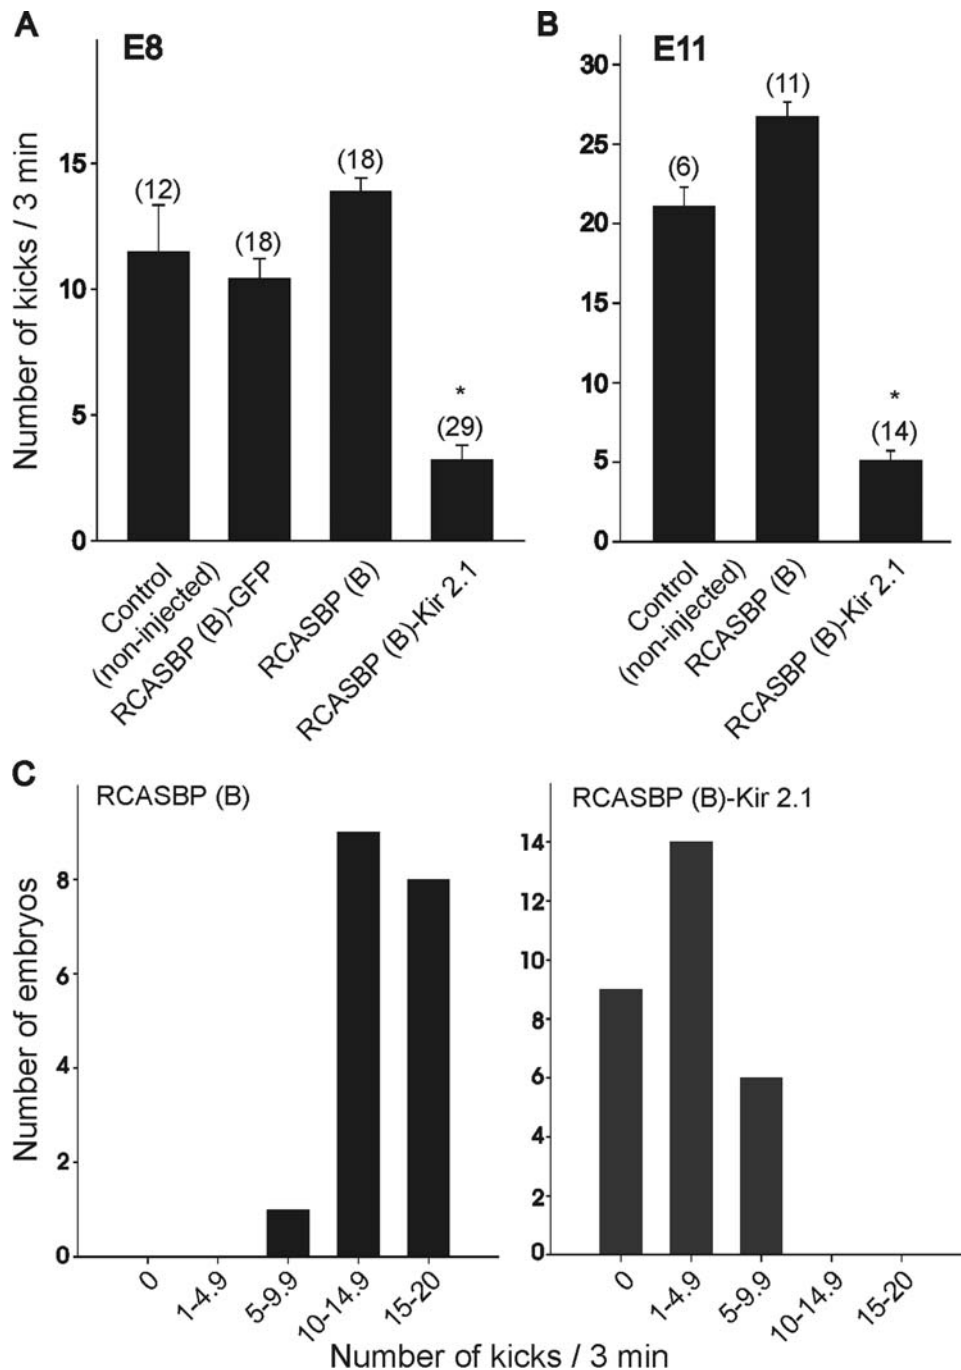 A
E8
Number of kicks / 3 min
15
10
5
0
(12)
(18)
(18)
*
(29)
Control
(non-injected)
RCASBP (B)-GFP
RCASBP (B)
RCASBP (B)-Kir 2.1
B
E11
30
25
20
15
10
5
0
(6)
(11)
*
(14)
Control
(non-injected)
RCASBP (B)
RCASBP (B)-Kir 2.1
C
RCASBP (B)
Number of embryos
8
6
4
2
0
0
1-4.9
5-9.9
10-14.9
15-20
RCASBP (B)-Kir 2.1
14
12
10
8
6
4
2
0
0
1-4.9
5-9.9
10-14.9
15-20
Number of kicks / 3 min